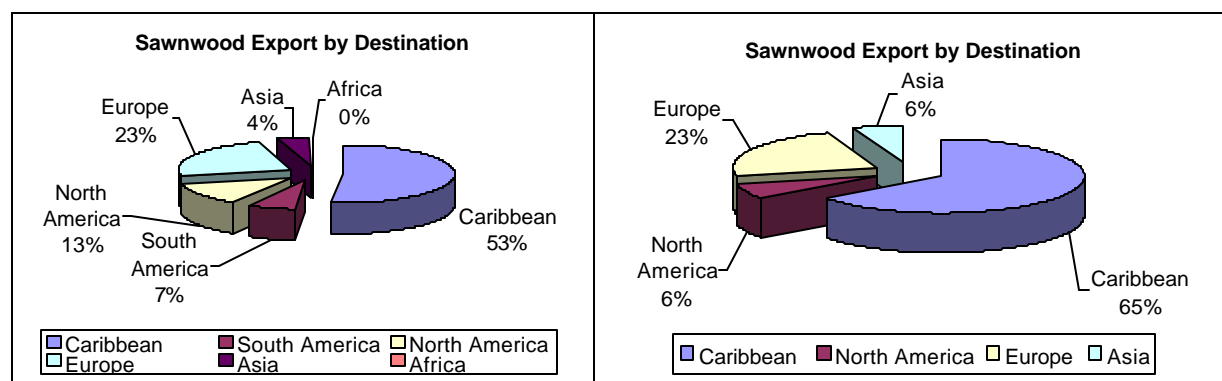 Sawnwood Export by Destination
Europe
23%
Asia
4%
Africa
0%
North
America
13%
South
America
7%
Caribbean
53%
Caribbean South America North America
Europe Asia Africa
Sawnwood Export by Destination
Asia
6%
Europe
23%
North
America
6%
Caribbean
65%
Caribbean North America Europe Asia